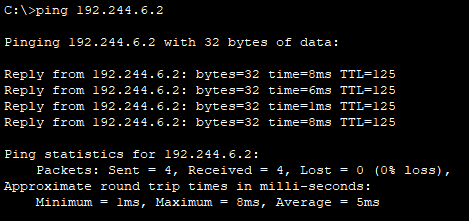 C:\>ping 192.244.6.2
Pinging 192.244.6.2 with 32 bytes of data:
Reply from 192.244.6.2: bytes=32 time=8ms TTL=125
Reply from 192.244.6.2: bytes=32 time=6ms TTL=125
Reply from 192.244.6.2: bytes=32 time=1ms TTL=125
Reply from 192.244.6.2: bytes=32 time=8ms TTL=125
Ping statistics for 192.244.6.2:
Packets: Sent = 4, Received = 4, Lost = 0 (0% loss),
Approximate round trip times in milli-seconds:
Minimum = 1ms, Maximum = 8ms, Average = 5ms